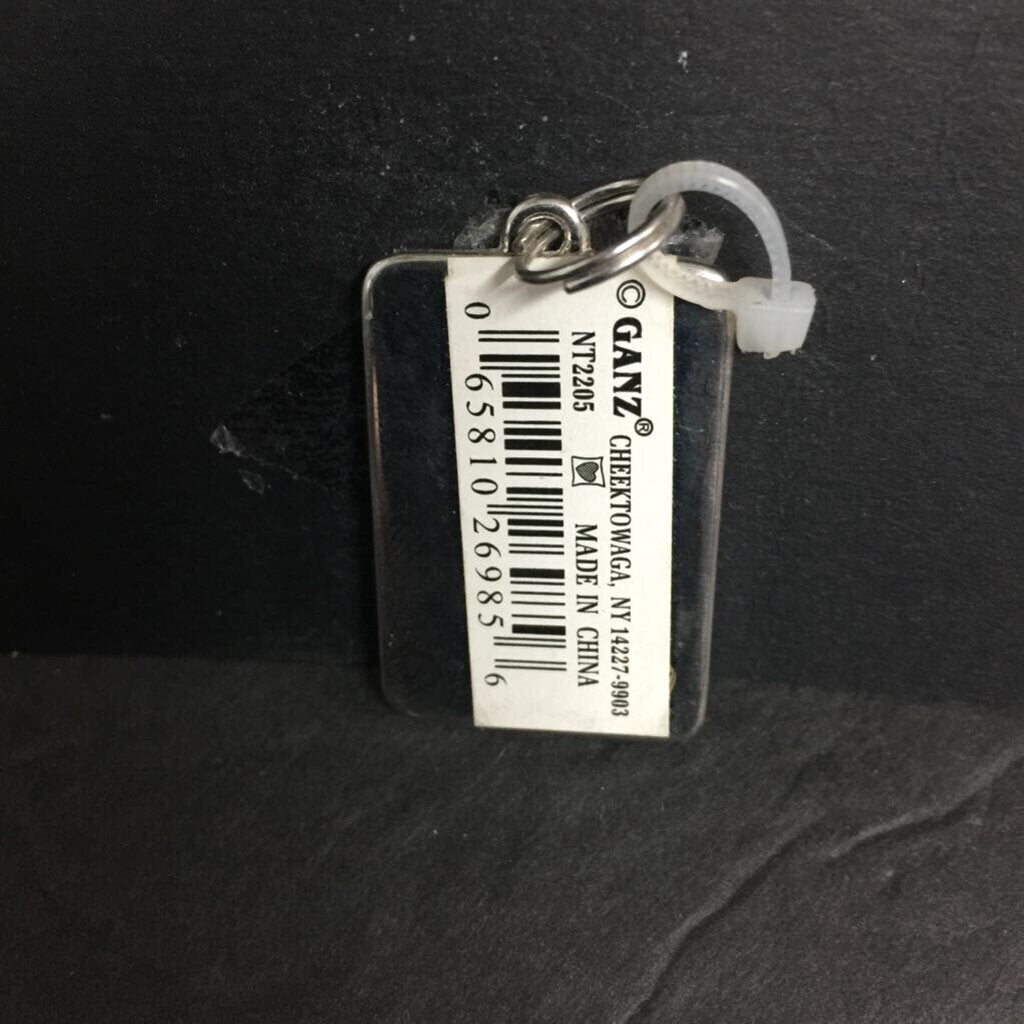 © GANZ® CHEEKTOWAGA, NY 14227-9903
NT2205 MADE IN CHINA
0 65810 26985 6